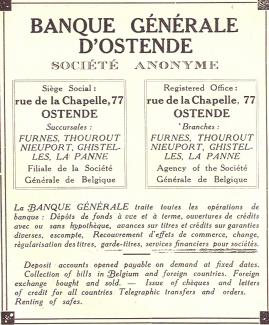 BANQUE GÉNÉRALE
D'OSTENDE
SOCIÉTÉ ANONYME
Siège Social :
rue de la Chapelle, 77
OSTENDE
Succursales :
FURNES, THOUROUT
NIEUPORT, GHISTEL-
LES, LA PANNE
Filiale de la Société
Générale de Belgique
Registered Office :
rue de la Chapelle, 77
OSTENDE
Branches :
FURNES, THOUROUT,
NIEUPORT, GHISTEL-
LES, LA PANNE
Agency of the Société
Générale de Belgique
La BANQUE GÉNÉRALE traite toutes les opérations de
banque : Dépôts de fonds à vue et à terme, ouvertures de crédits
avec ou sans hypothèque, avances sur titres et crédits sur garanties
diverses, escompte, Recouvrement d'effets de commerce, change,
régularisation des titres, garde-titres, services financiers pour sociétés.
Deposit accounts opened payable on demand at fixed dates.
Collection of bills in Belgium and foreign countries. Foreign
exchange bought and sold. — Issue of chèques and letters
of credit for all countries Telegraphic transfers and orders.
Renting of safes.